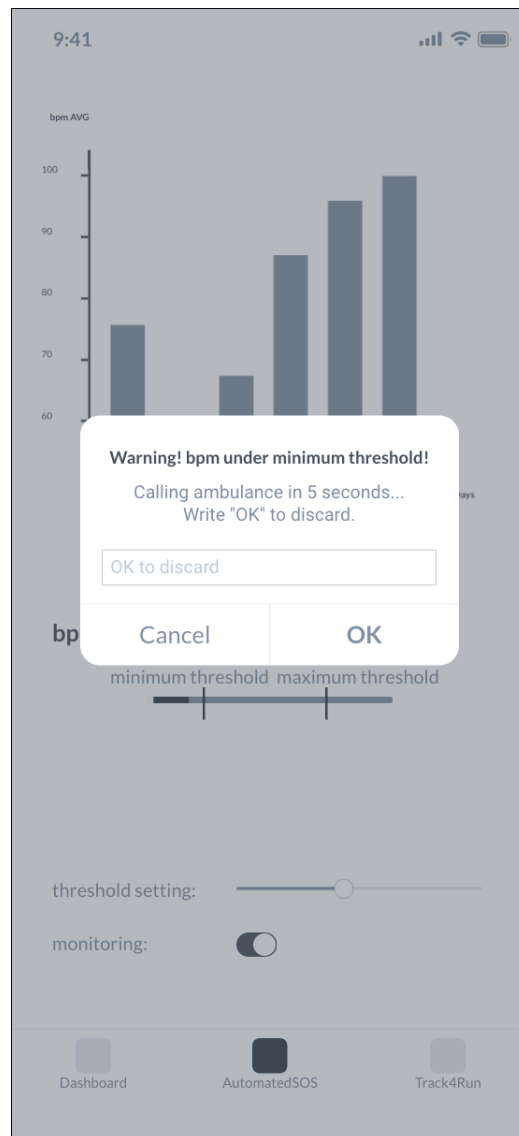 9:41
bpm AVG
100
90
80
70
60
Days
Warning! bpm under minimum threshold!
Calling ambulance in 5 seconds...
Write "OK" to discard.
OK to discard
Cancel OK
bp
minimum threshold maximum threshold
threshold setting:
monitoring:
Dashboard AutomatedSOS Track4Run